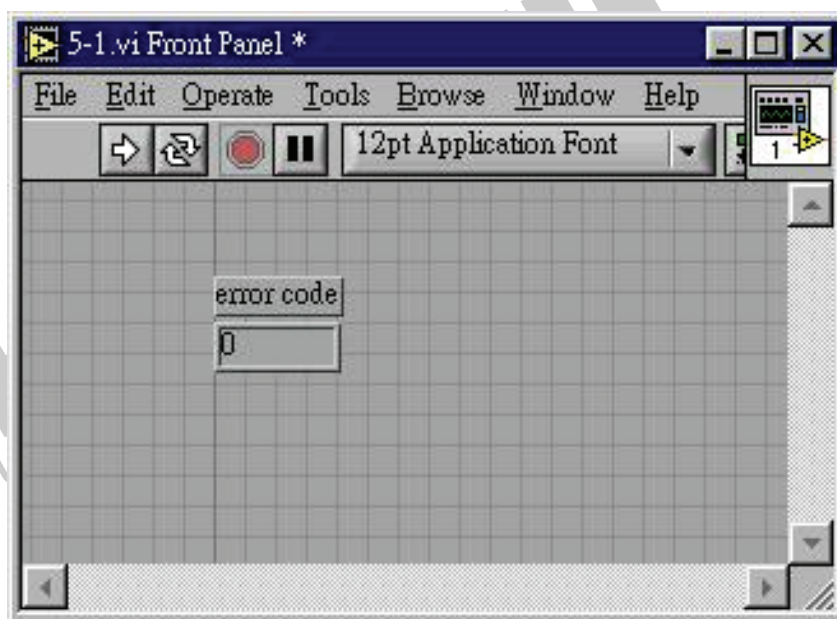 5-1.vi Front Panel *
File Edit Operate Tools Browse Window Help
12pt Application Font
1
error code
0